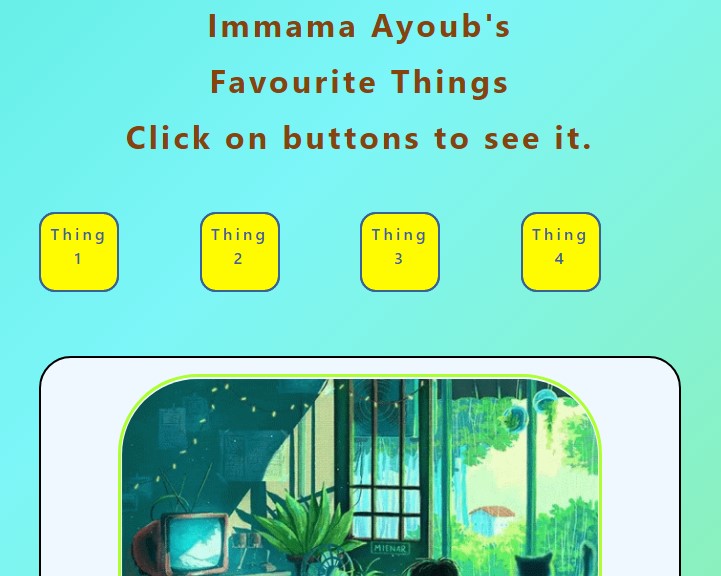 Immama Ayoub's
Favourite Things
Click on buttons to see it.
Thing
1
Thing
2
Thing
3
Thing
4
MIENAR